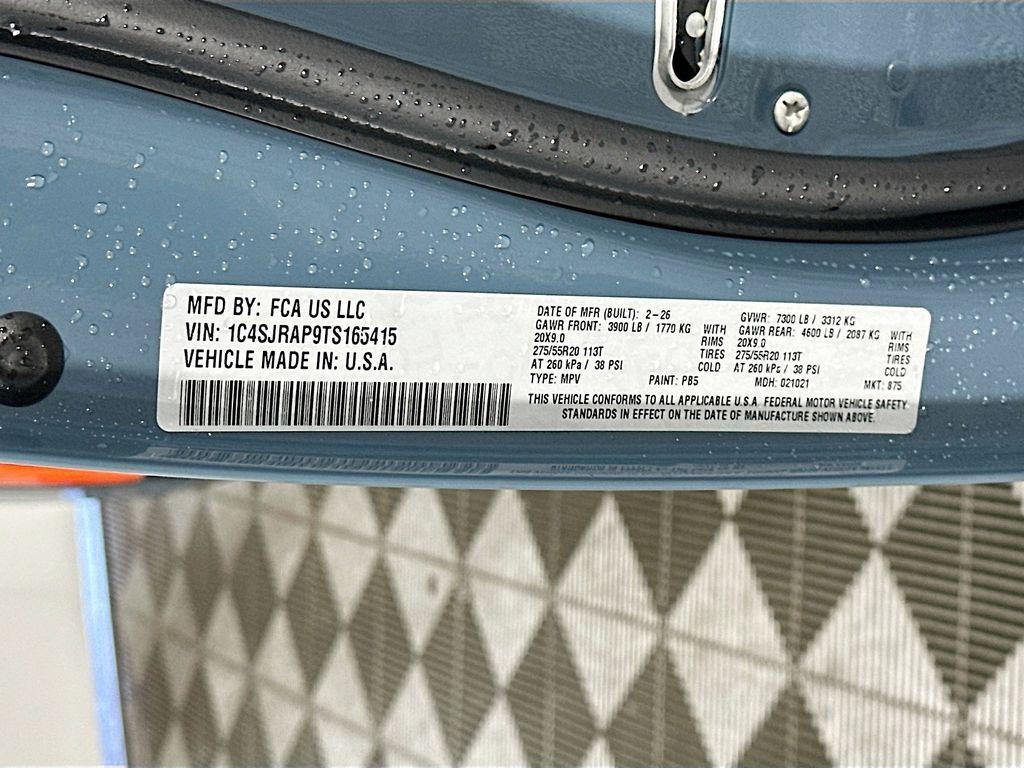 MFD BY: FCA US LLC
VIN: 1C4SJRAP9TS165415
VEHICLE MADE IN: U.S.A.
DATE OF MFR (BUILT): 2-26 GVWR: 7300 LB / 3312 KG
GAWR FRONT: 3900 LB / 1770 KG WITH GAWR REAR: 4600 LB / 2087 KG WITH
20X9.0 RIMS 20X9.0 RIMS
275/55R20 113T TIRES 275/55R20 113T TIRES
AT 260 kPa / 38 PSI COLD AT 260 kPa / 38 PSI COLD
TYPE: MPV PAINT: PB5 MDH: 021021 MKT: 875
THIS VEHICLE CONFORMS TO ALL APPLICABLE U.S.A. FEDERAL MOTOR VEHICLE SAFETY
STANDARDS IN EFFECT ON THE DATE OF MANUFACTURE SHOWN ABOVE.